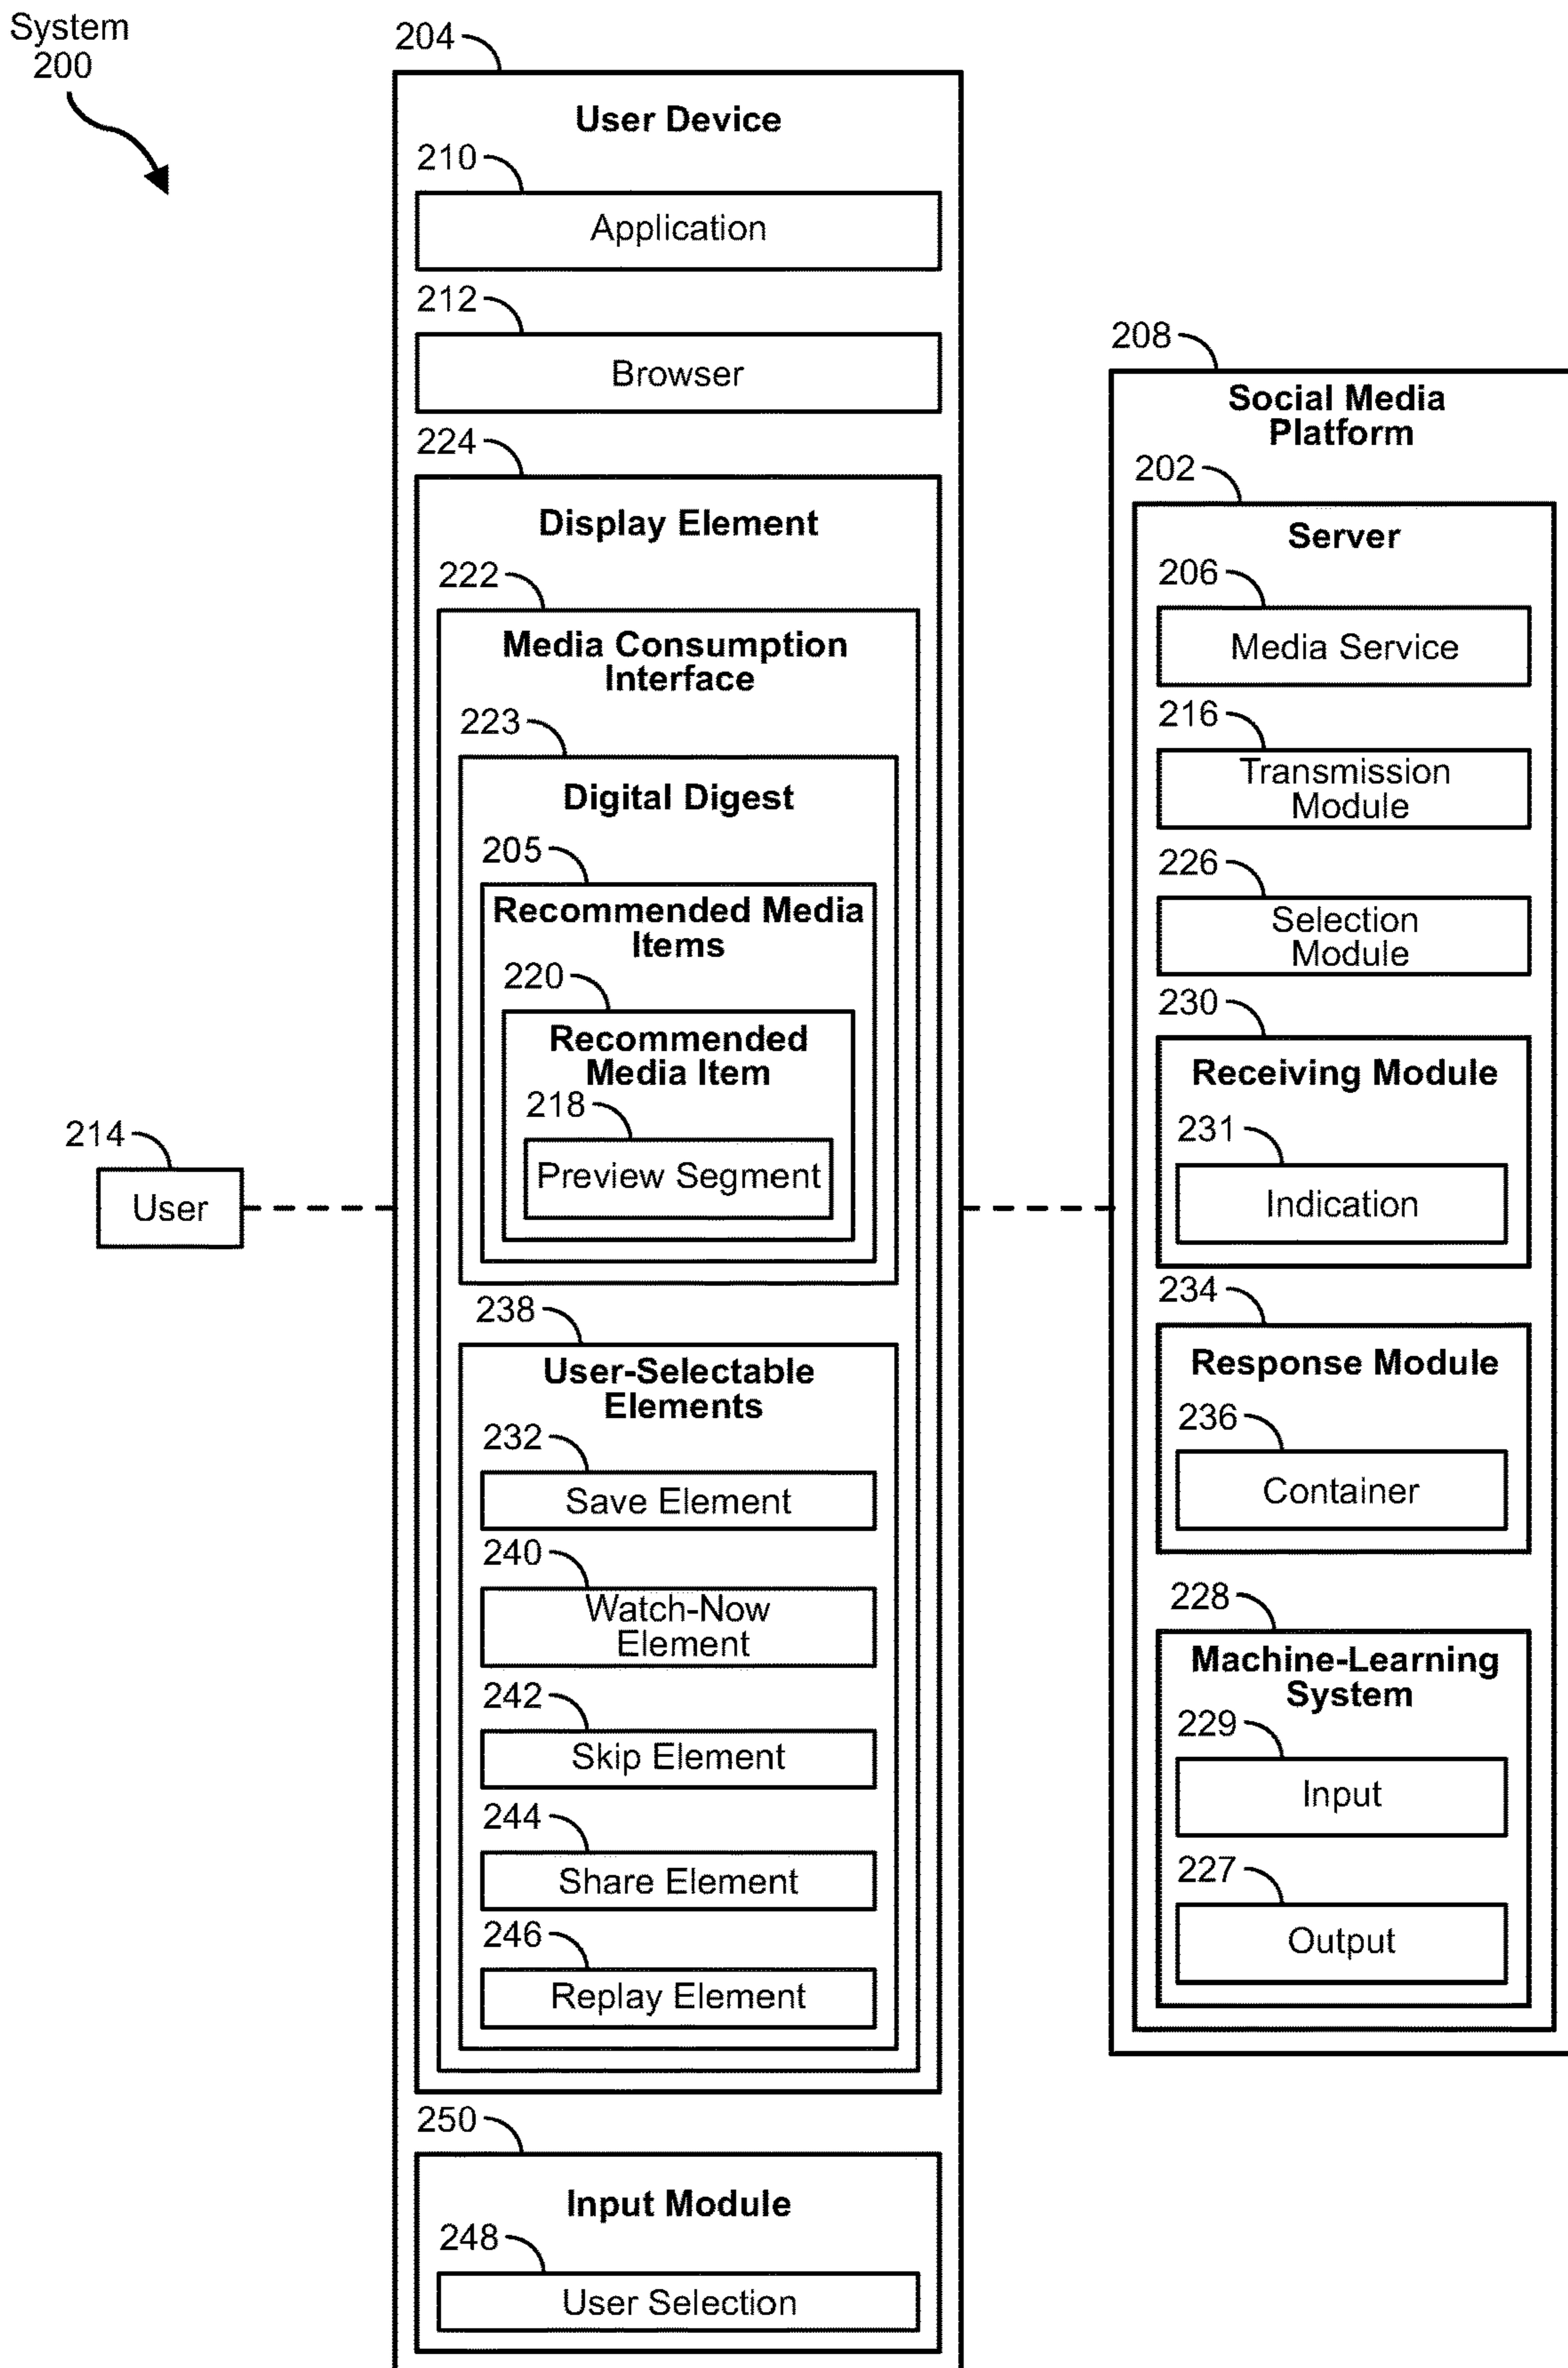 System
200
204
User Device
210
Application
212
Browser
224
Display Element
222
Media Consumption
Interface
223
Digital Digest
205
Recommended Media
Items
220
Recommended
Media Item
218
Preview Segment
214
User
238
User-Selectable
Elements
232
Save Element
240
Watch-Now
Element
242
Skip Element
244
Share Element
246
Replay Element
250
Input Module
248
User Selection
208
Social Media
Platform
202
Server
206
Media Service
216
Transmission
Module
226
Selection
Module
230
Receiving Module
231
Indication
234
Response Module
236
Container
228
Machine-Learning
System
229
Input
227
Output